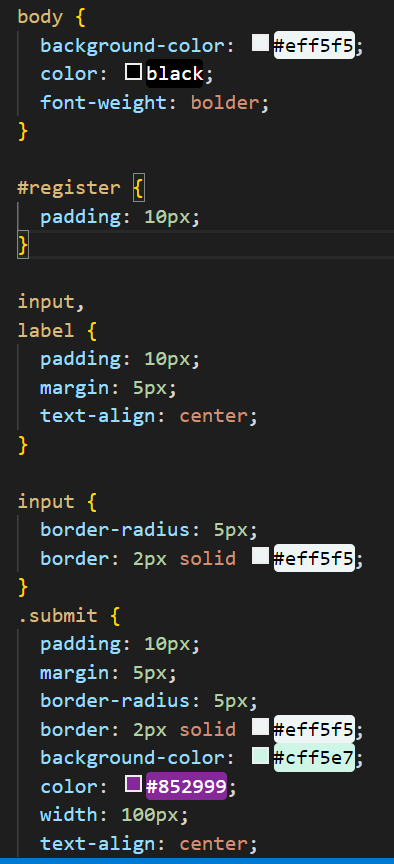 body {
  background-color: #eff5f5;
  color: black;
  font-weight: bolder;
}

#register {
  padding: 10px;
}

input,
label {
  padding: 10px;
  margin: 5px;
  text-align: center;
}

input {
  border-radius: 5px;
  border: 2px solid #eff5f5;
}
.submit {
  padding: 10px;
  margin: 5px;
  border-radius: 5px;
  border: 2px solid #eff5f5;
  background-color: #cff5e7;
  color: #852999;
  width: 100px;
  text-align: center;